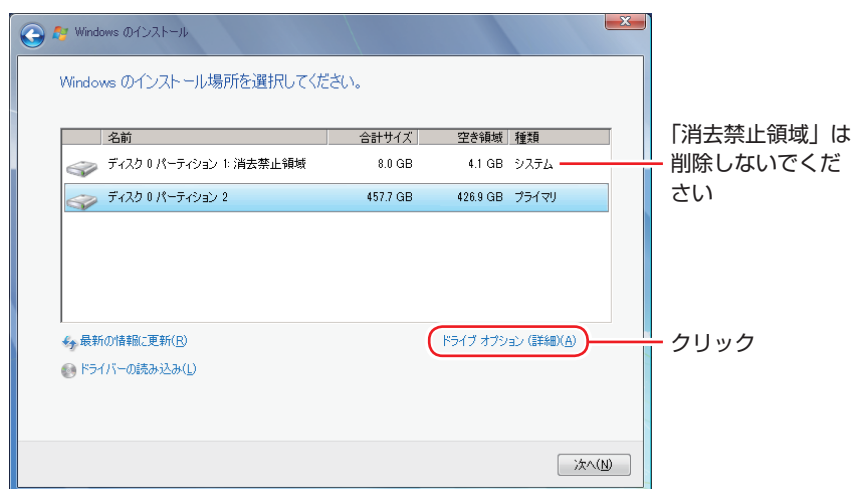 Windows のインストール
Windows のインストール場所を選択してください。
名前 合計サイズ 空き領域 種類
ディスク 0 パーティション 1: 消去禁止領域 8.0 GB 4.1 GB システム
ディスク 0 パーティション 2 457.7 GB 426.9 GB プライマリ
「消去禁止領域」は
削除しないでくだ
さい
最新の情報に更新(R) ドライブ オプション (詳細)(A)
クリック
ドライバーの読み込み(L)
次へ(N)